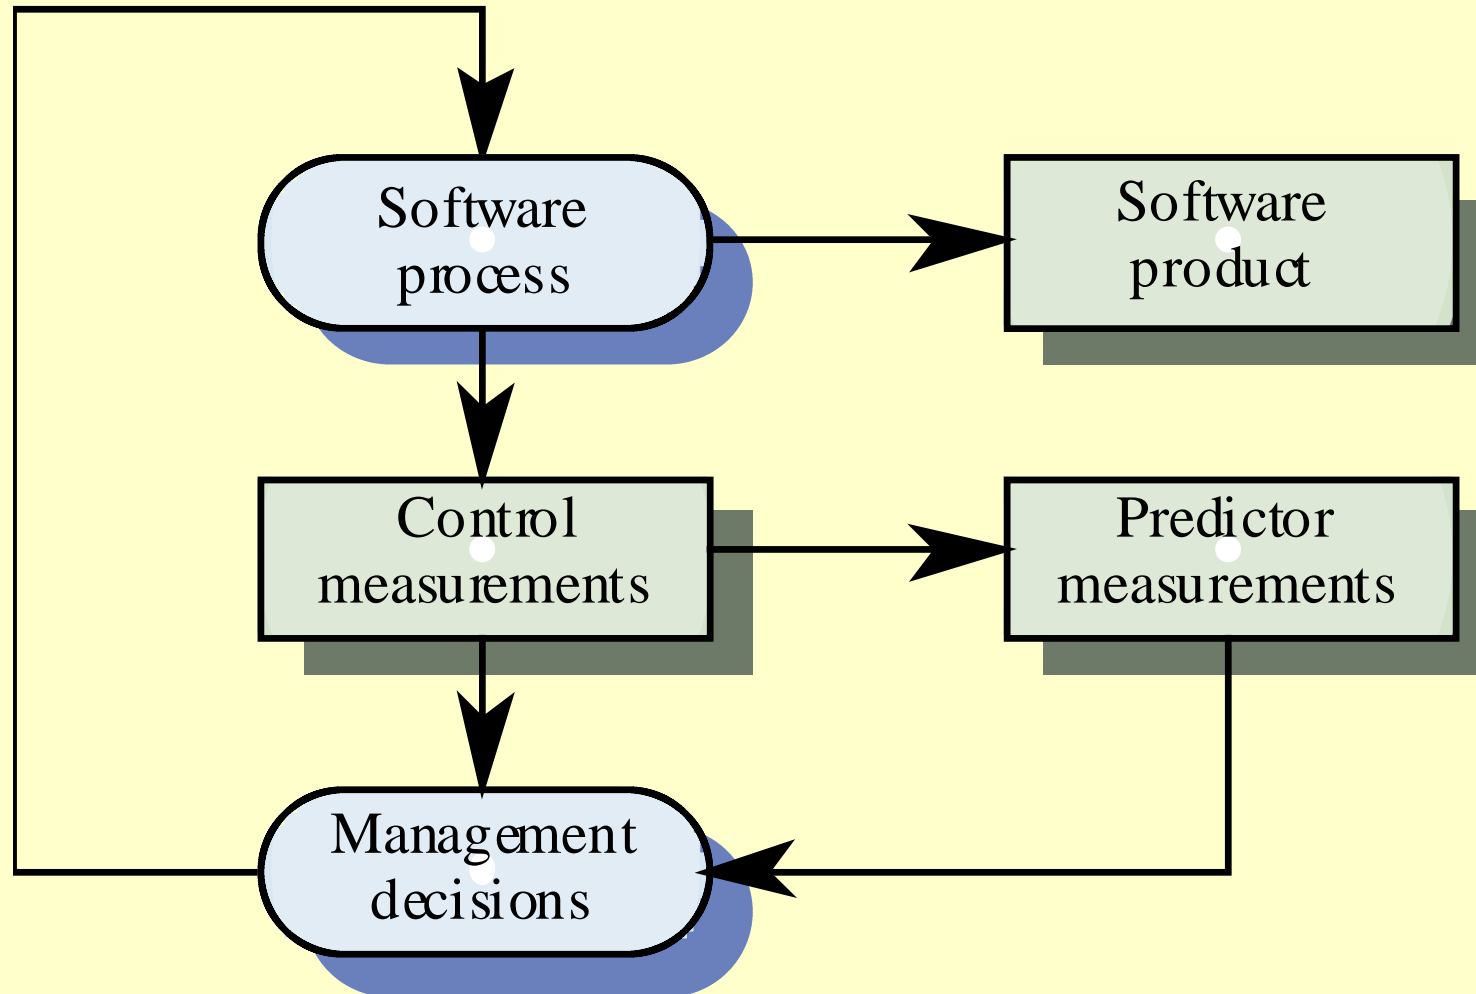 Software
process
Software
product
Control
measurements
Predictor
measurements
Management
decisions